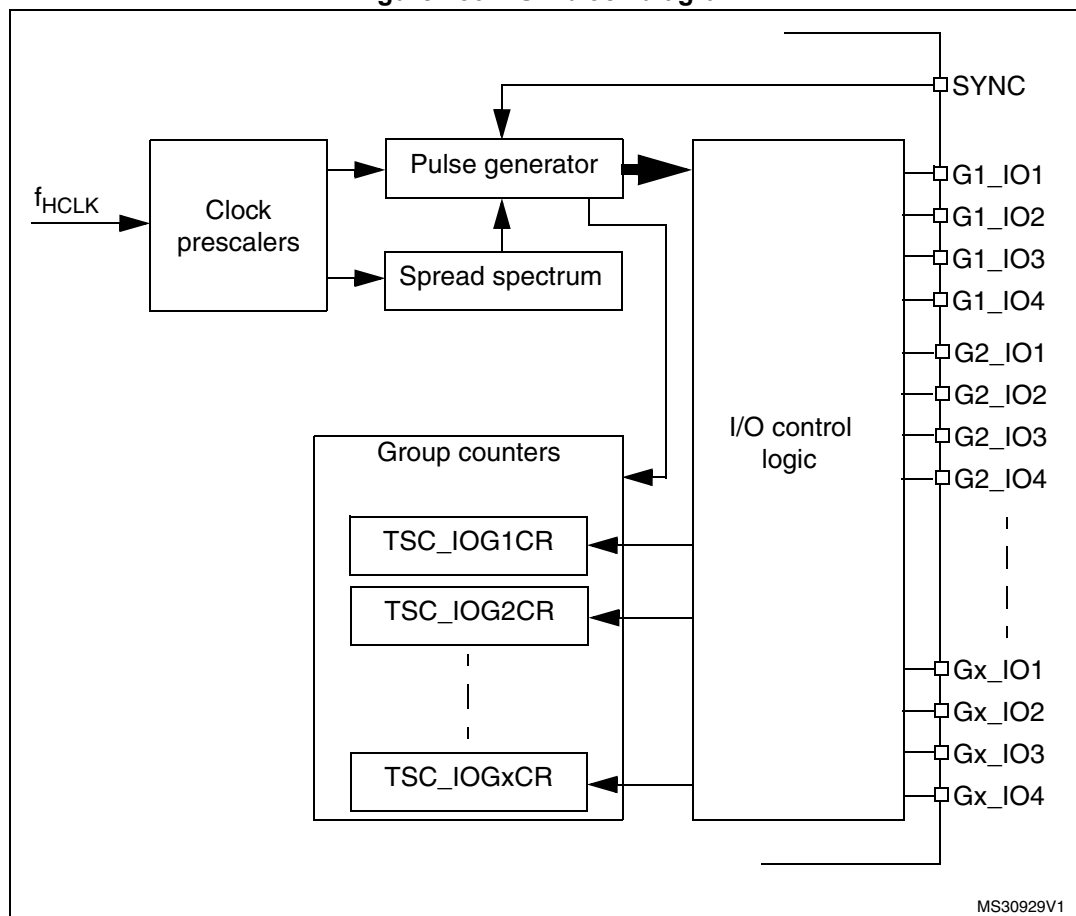 SYNC
Pulse generator
G1_IO1
fHCLK
Clock
prescalers
G1_IO2
G1_IO3
Spread spectrum
G1_IO4
G2_IO1
G2_IO2
I/O control
logic
G2_IO3
Group counters
G2_IO4
TSC_IOG1CR
TSC_IOG2CR
Gx_IO1
Gx_IO2
Gx_IO3
TSC_IOGxCR
Gx_IO4
MS30929V1